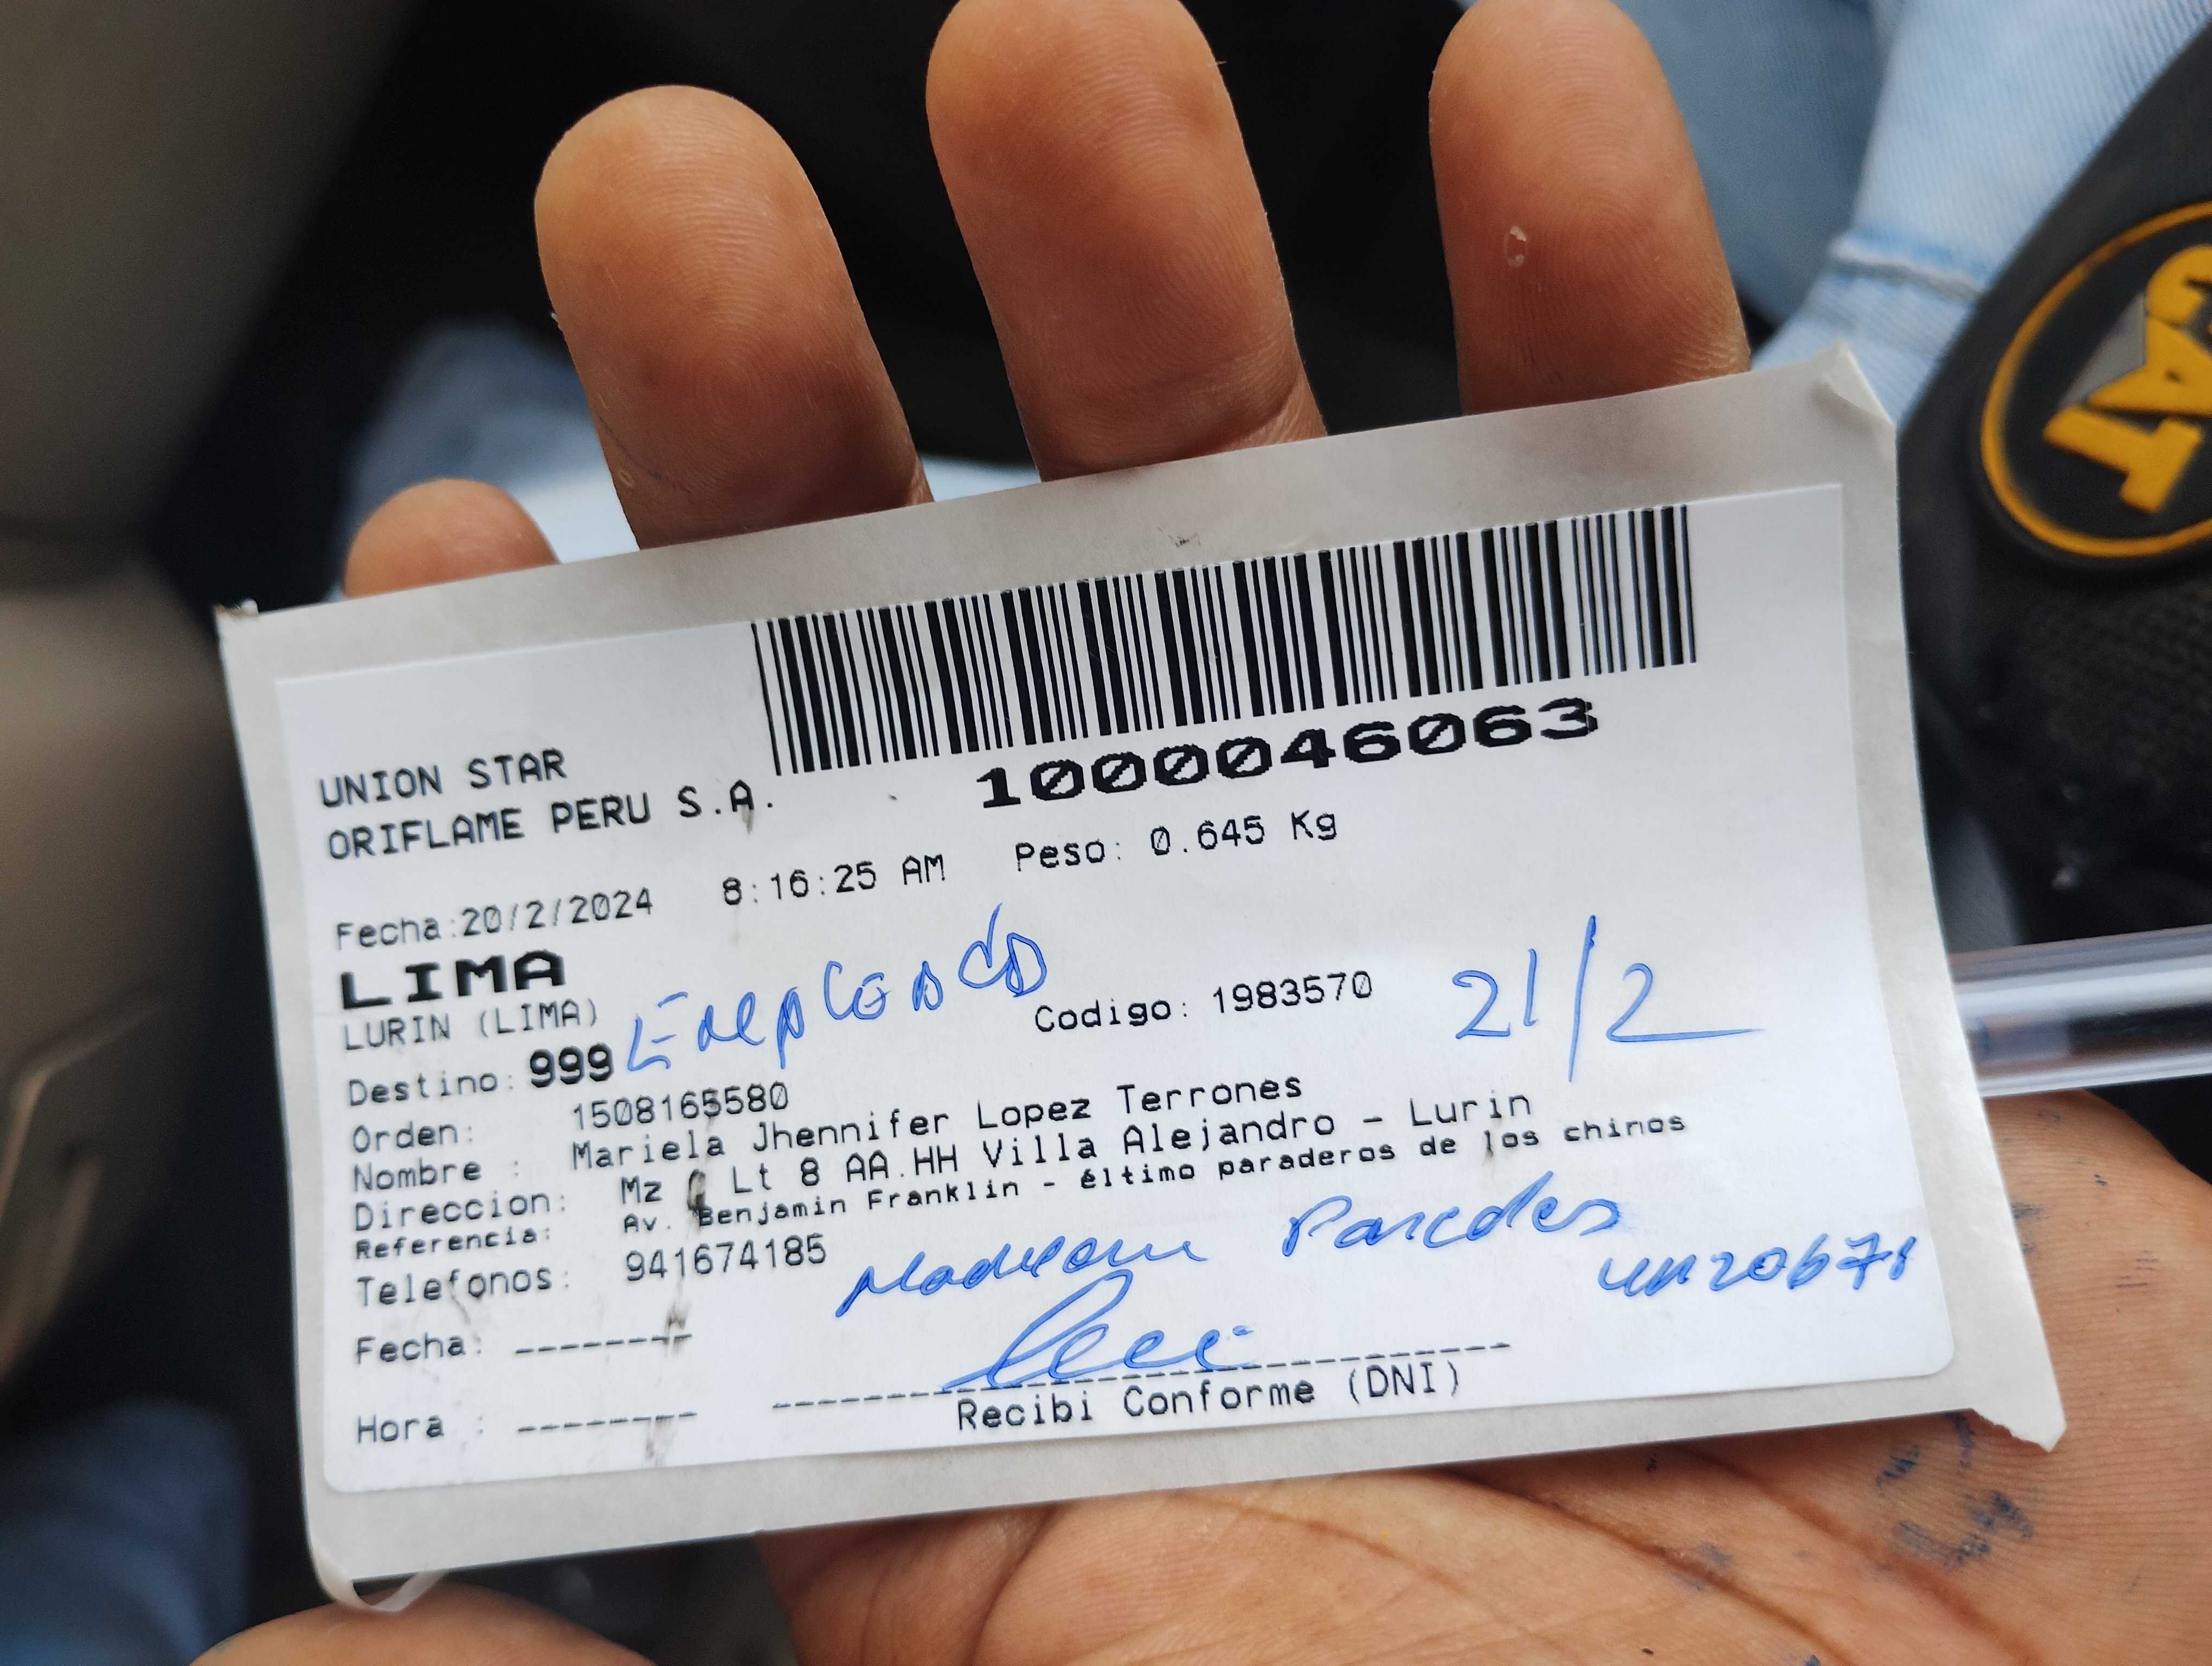 UNION STAR
ORIFLAME PERU S.A.
1000046063
Fecha:20/2/2024 8:16:25 AM Peso: 0.645 Kg
LIMA
LURIN (LIMA)
Destino: 999 Codigo: 1983570 21/2
Orden: 1508165580
Nombre : Mariela Jhennifer Lopez Terrones
Direccion: Mz Lt 8 AA.HH Villa Alejandro - Lurin
Referencia: Av. Benjamin Franklin - éltimo paraderos de los chinos
Telefonos: 941674185
Paredes
Fecha: --------
Hora : --------
Recibi Conforme (DNI)
CAT